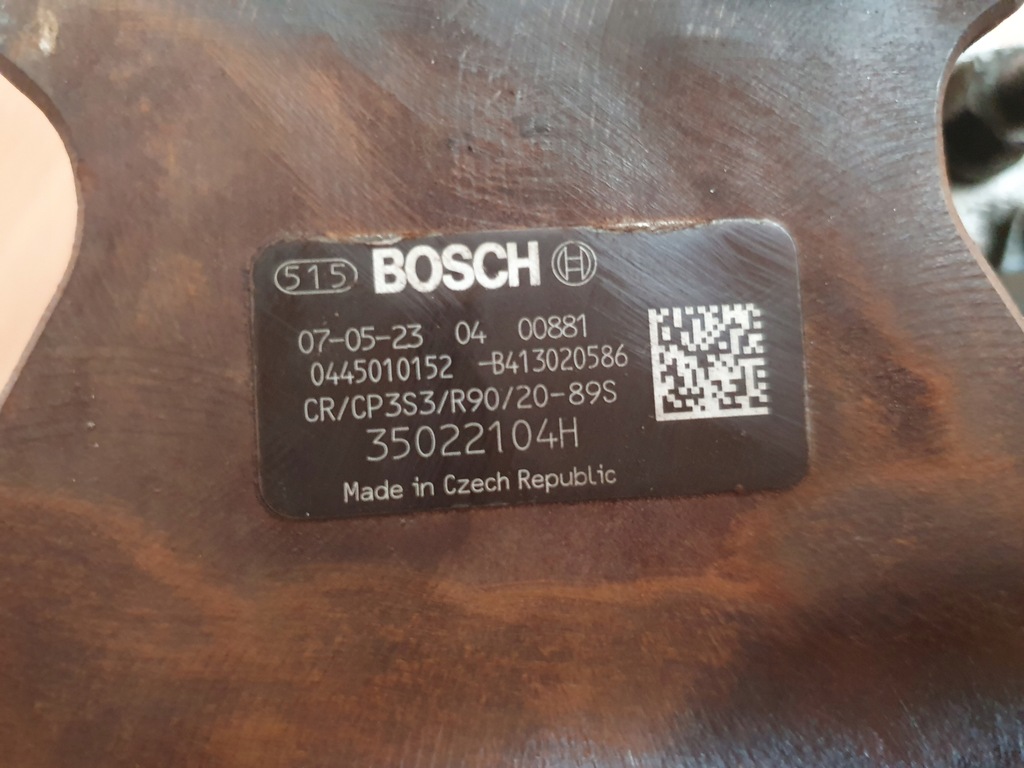 515 BOSCH
07-05-23 04 00881
0445010152 -B413020586
CR/CP3S3/R90/20-89S
35022104H
Made in Czech Republic